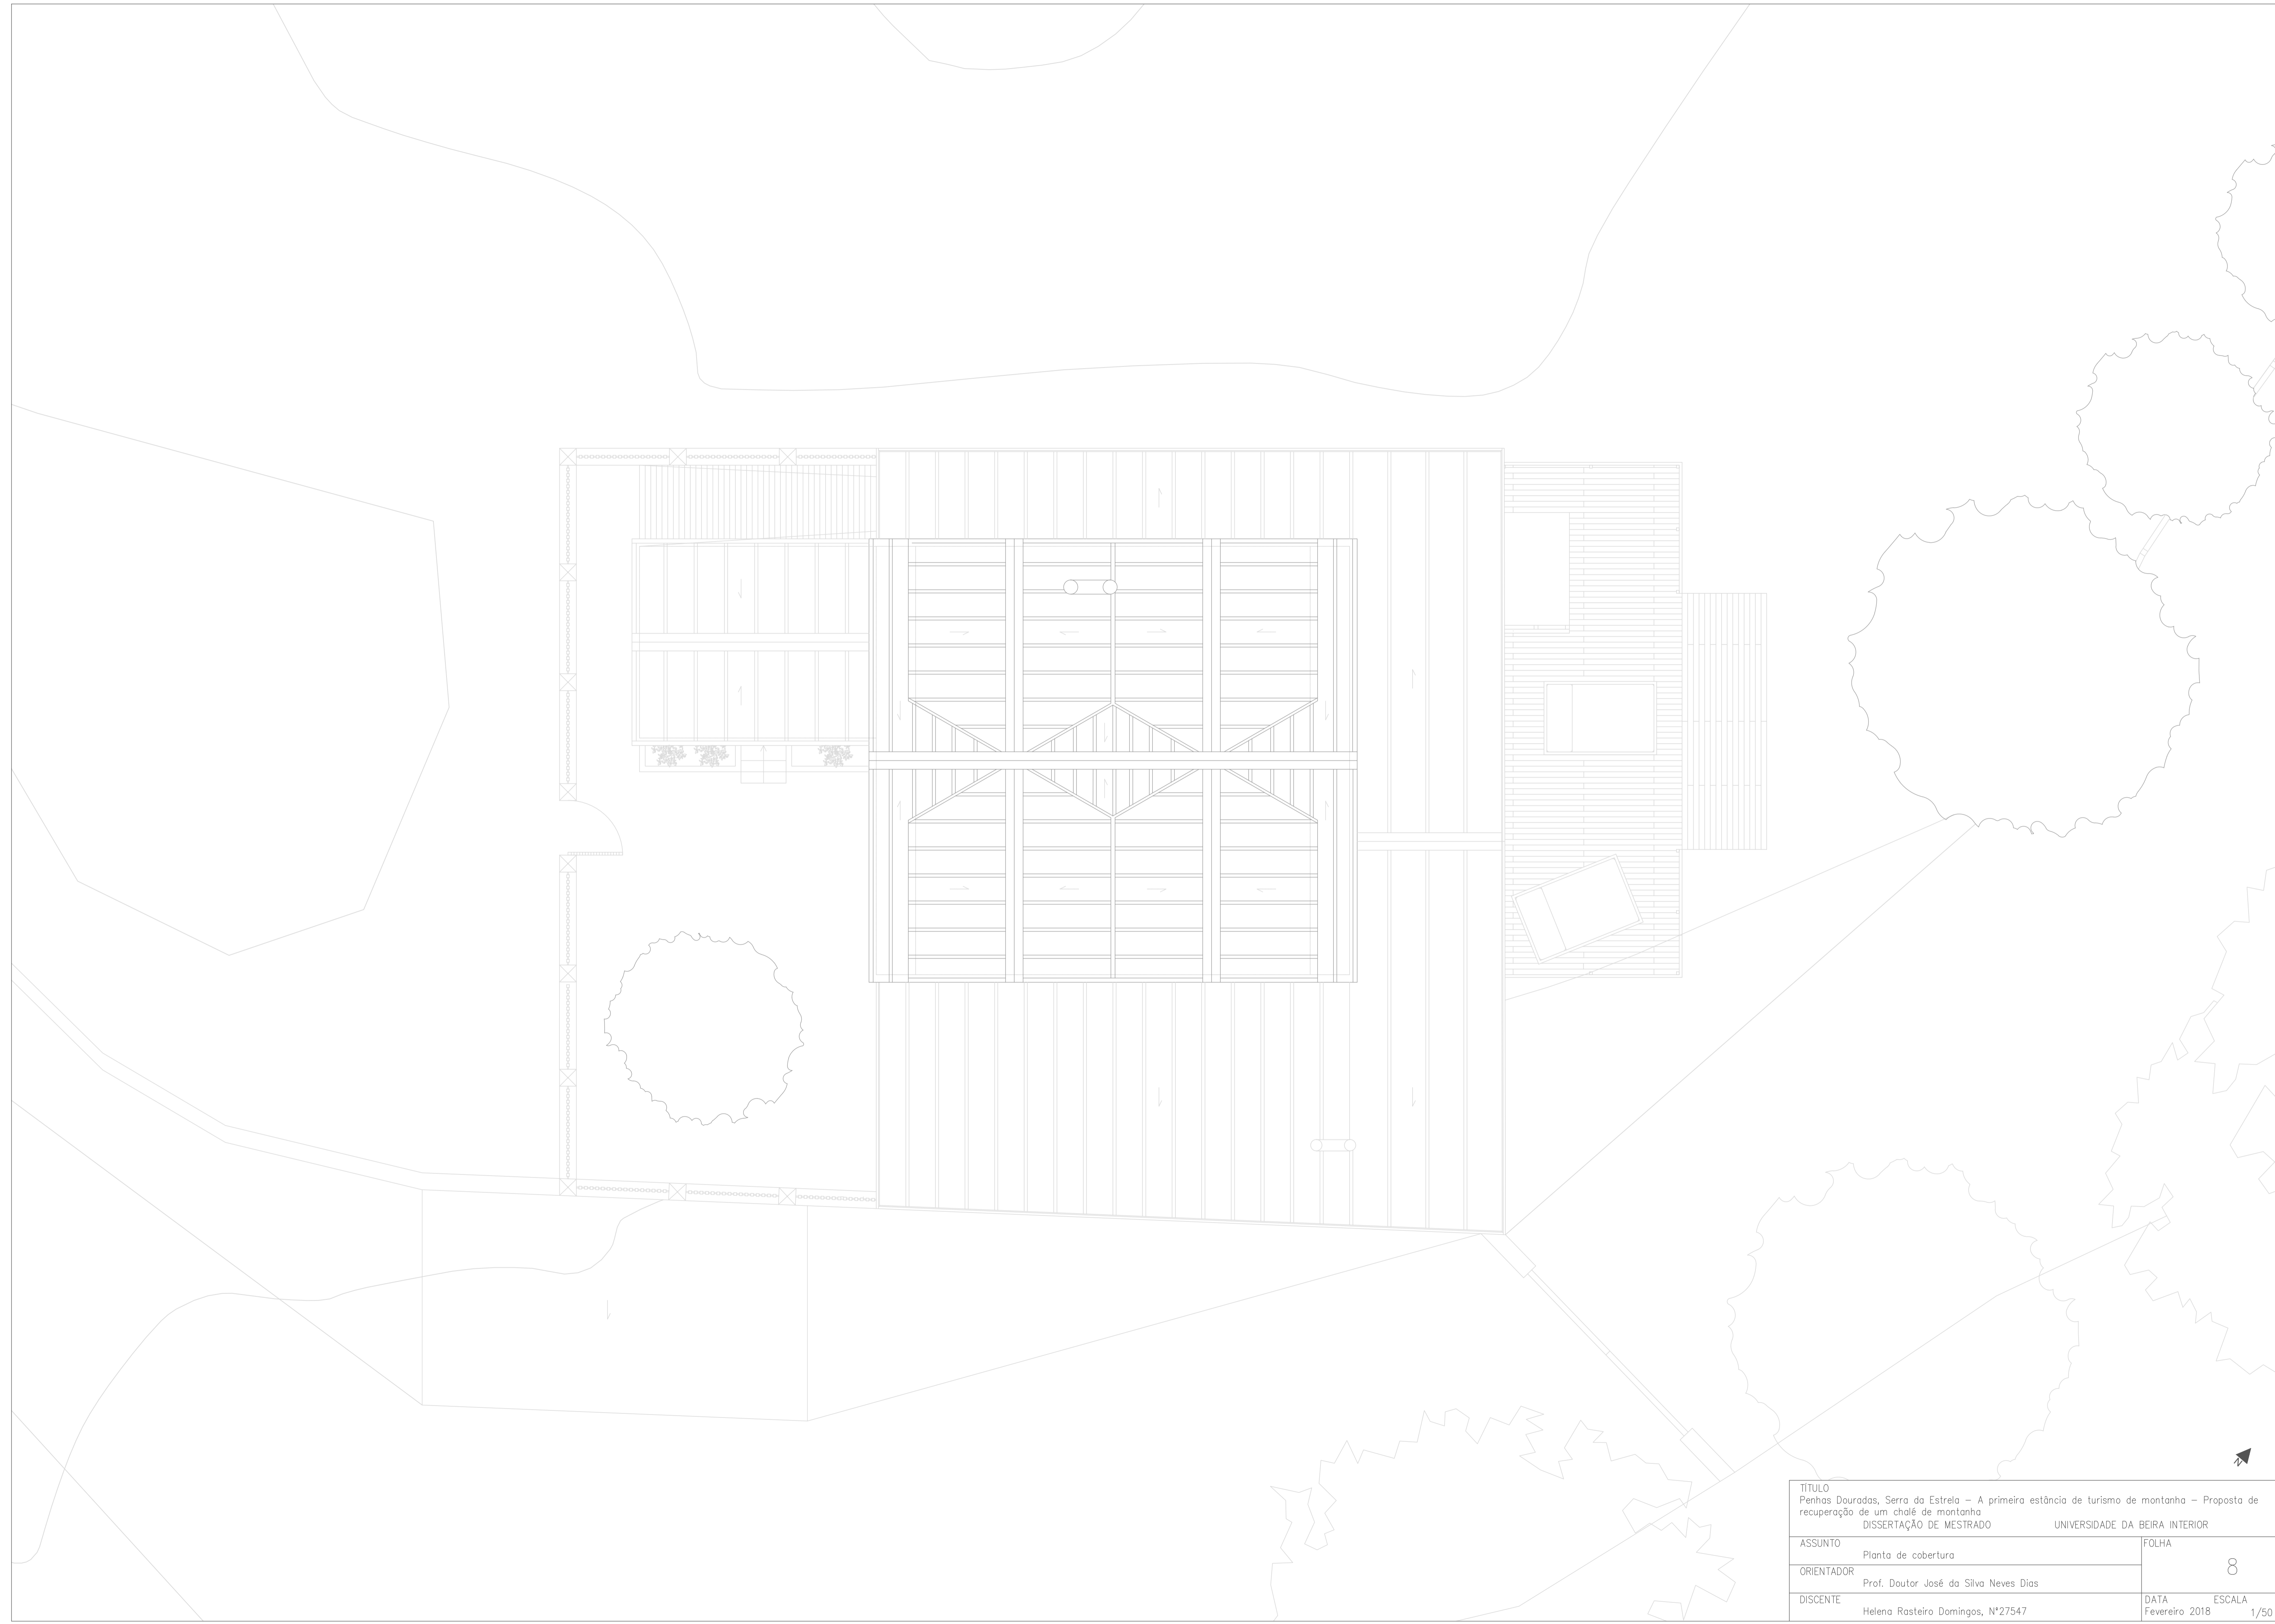 N
TÍTULO
Penhas Douradas, Serra da Estrela – A primeira estância de turismo de montanha – Proposta de
recuperação de um chalé de montanha
DISSERTAÇÃO DE MESTRADO UNIVERSIDADE DA BEIRA INTERIOR
ASSUNTO
Planta de cobertura
FOLHA
8
ORIENTADOR
Prof. Doutor José da Silva Neves Dias
DISCENTE
Helena Rasteiro Domingos, Nº27547
DATA ESCALA
Fevereiro 2018 1/50